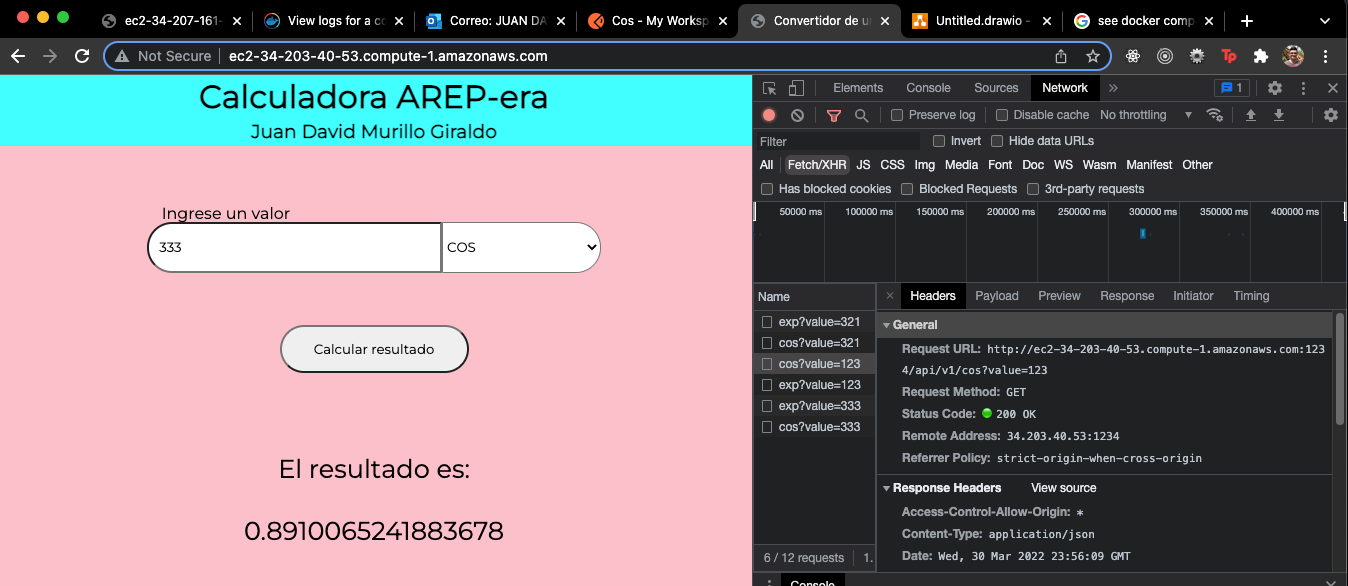 ec2-34-207-161-
View logs for a co
Correo: JUAN DA
Cos - My Worksp
Convertidor de u
Untitled.drawio -
see docker comp
Not Secure
ec2-34-203-40-53.compute-1.amazonaws.com
Calculadora AREP-era
Juan David Murillo Giraldo
Ingrese un valor
333
COS
Calcular resultado
El resultado es:
0.8910065241883678
Elements Console Sources Network » 1
Preserve log Disable cache No throttling
Filter Invert Hide data URLs
All Fetch/XHR JS CSS Img Media Font Doc WS Wasm Manifest Other
Has blocked cookies Blocked Requests 3rd-party requests
50000 ms 100000 ms 150000 ms 200000 ms 250000 ms 300000 ms 350000 ms 400000 ms
Name
exp?value=321
cos?value=321
cos?value=123
exp?value=123
exp?value=333
cos?value=333
6 / 12 requests 1.
Headers Payload Preview Response Initiator Timing
General
Request URL: http://ec2-34-203-40-53.compute-1.amazonaws.com:123
4/api/v1/cos?value=123
Request Method: GET
Status Code: 200 OK
Remote Address: 34.203.40.53:1234
Referrer Policy: strict-origin-when-cross-origin
Response Headers View source
Access-Control-Allow-Origin: *
Content-Type: application/json
Date: Wed, 30 Mar 2022 23:56:09 GMT
Console